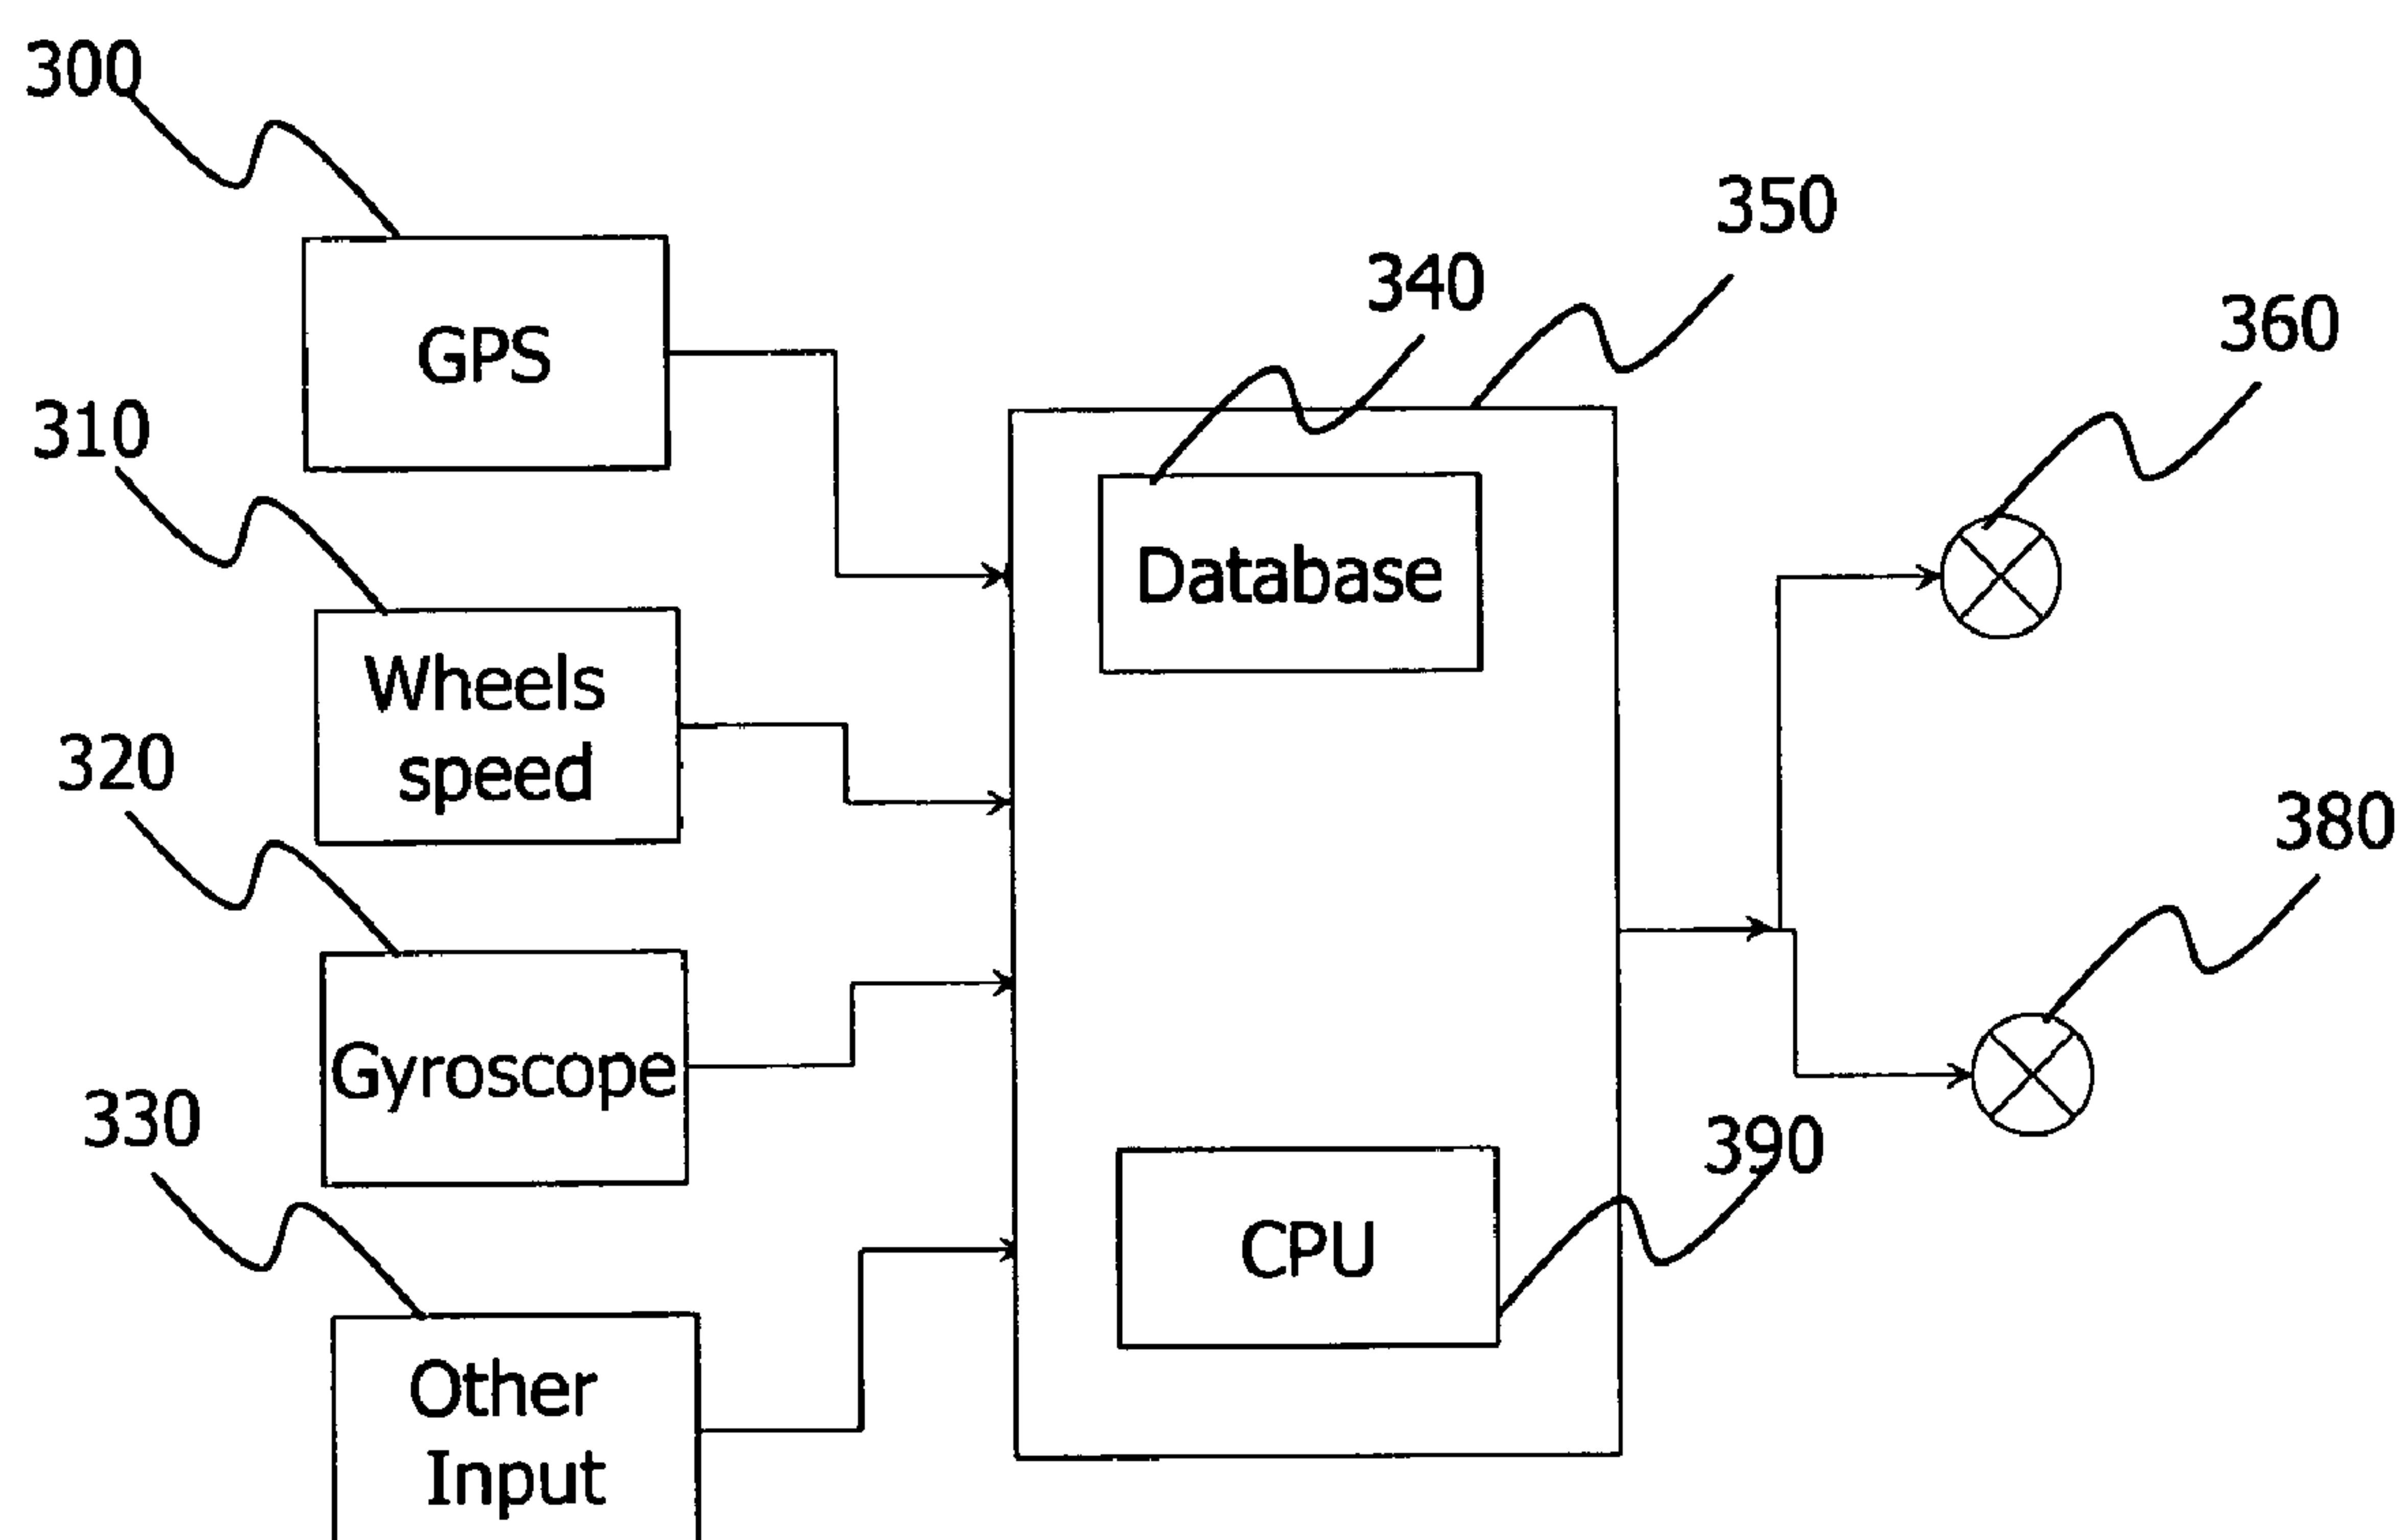 300
GPS
350
340
360
310
Database
Wheels
speed
320
380
Gyroscope
330
390
CPU
Other
Input